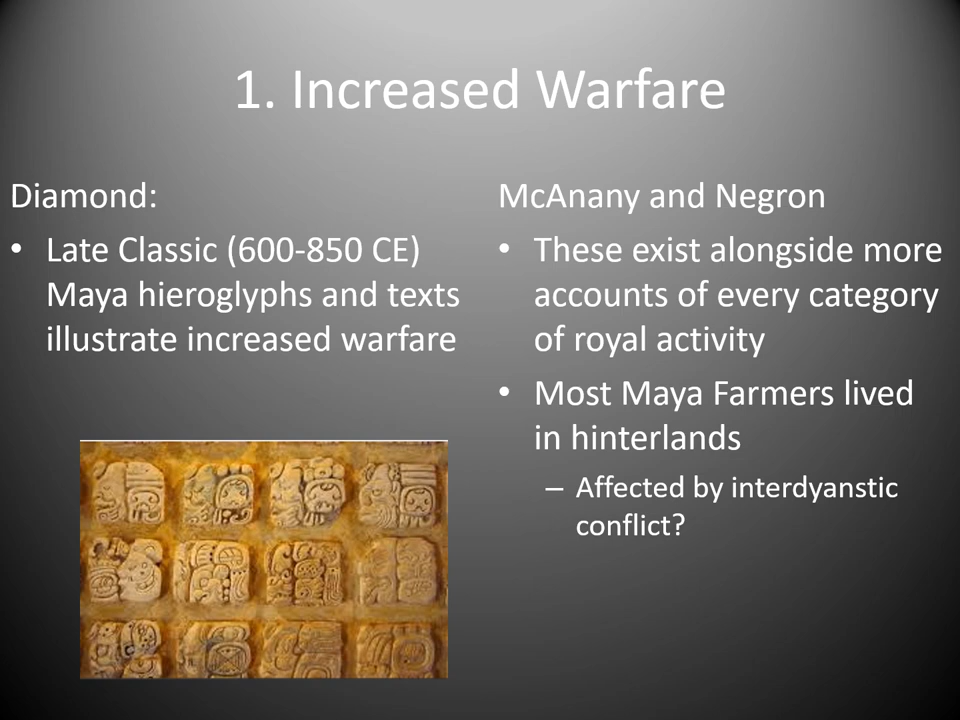 1. Increased Warfare
Diamond:
• Late Classic (600-850 CE)
Maya hieroglyphs and texts
illustrate increased warfare
McAnany and Negron
• These exist alongside more
accounts of every category
of royal activity
• Most Maya Farmers lived
in hinterlands
– Affected by interdyanstic
conflict?